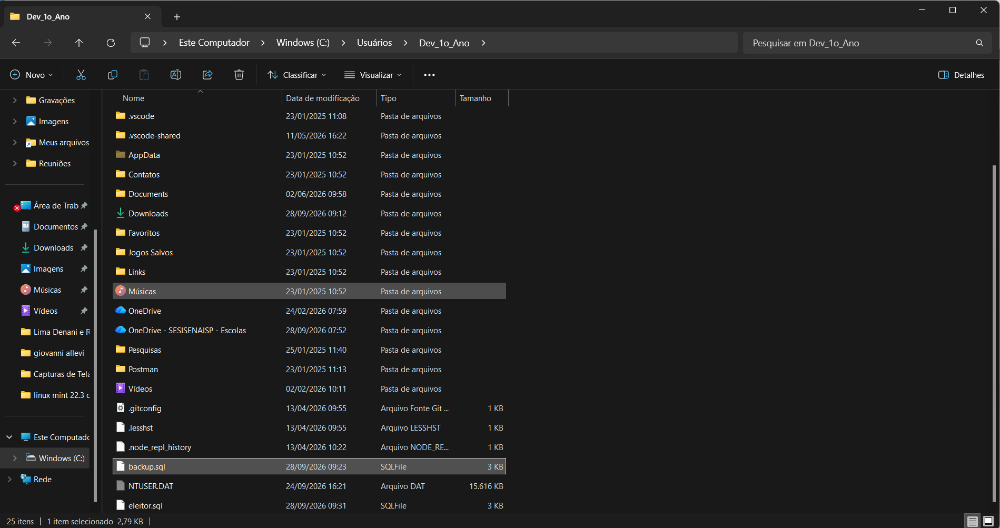 Dev_1o_Ano
Este Computador
Windows (C:)
Usuários
Dev_1o_Ano
Pesquisar em Dev_1o_Ano
Novo
Classificar
Visualizar
Detalhes
Gravações
Imagens
Meus arquivos
Reuniões
Área de Trab
Documentos
Downloads
Imagens
Músicas
Vídeos
Lima Denani e R
giovanni allevi
Capturas de Tela
linux mint 22.3 c
Este Computado
Windows (C:)
Rede
Nome Data de modificação Tipo Tamanho
.vscode 23/01/2025 11:08 Pasta de arquivos
.vscode-shared 11/05/2026 16:22 Pasta de arquivos
AppData 23/01/2025 10:52 Pasta de arquivos
Contatos 23/01/2025 10:52 Pasta de arquivos
Documents 02/06/2026 09:58 Pasta de arquivos
Downloads 28/09/2026 09:12 Pasta de arquivos
Favoritos 23/01/2025 10:52 Pasta de arquivos
Jogos Salvos 23/01/2025 10:52 Pasta de arquivos
Links 23/01/2025 10:52 Pasta de arquivos
Músicas 23/01/2025 10:52 Pasta de arquivos
OneDrive 24/02/2026 07:59 Pasta de arquivos
OneDrive - SESISENAISP - Escolas 28/09/2026 07:52 Pasta de arquivos
Pesquisas 25/01/2025 11:40 Pasta de arquivos
Postman 23/01/2025 11:13 Pasta de arquivos
Vídeos 02/02/2026 10:11 Pasta de arquivos
.gitconfig 13/04/2026 09:55 Arquivo Fonte Git ... 1 KB
.lesshst 13/04/2026 09:55 Arquivo LESSHST 1 KB
.node_repl_history 13/04/2026 10:22 Arquivo NODE_RE... 1 KB
backup.sql 28/09/2026 09:23 SQLFile 3 KB
NTUSER.DAT 24/09/2026 16:21 Arquivo DAT 15.616 KB
eleitor.sql 28/09/2026 09:31 SQLFile 3 KB
25 itens 1 item selecionado 2,79 KB